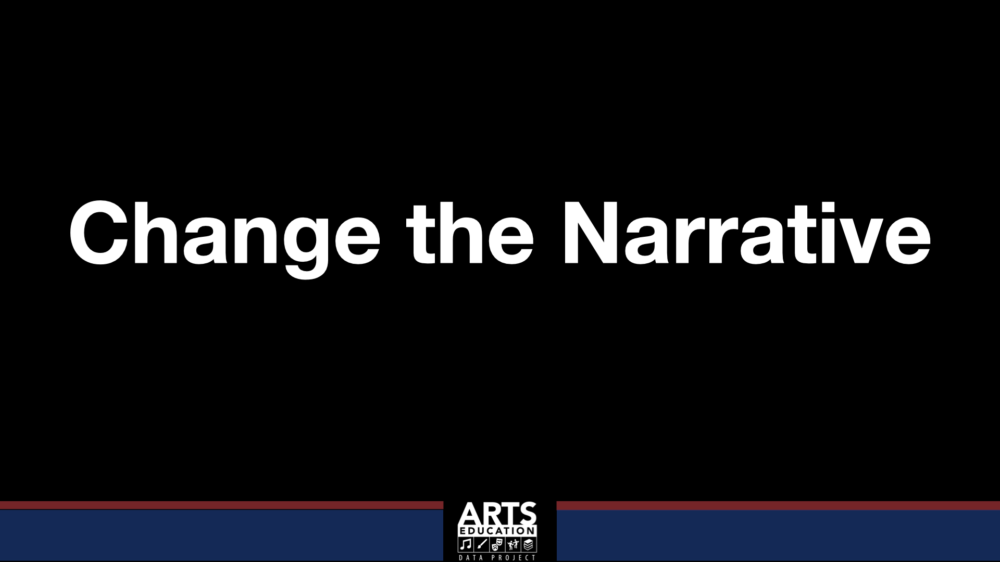 Change the Narrative
ARTS
EDUCATION
DATA PROJECT